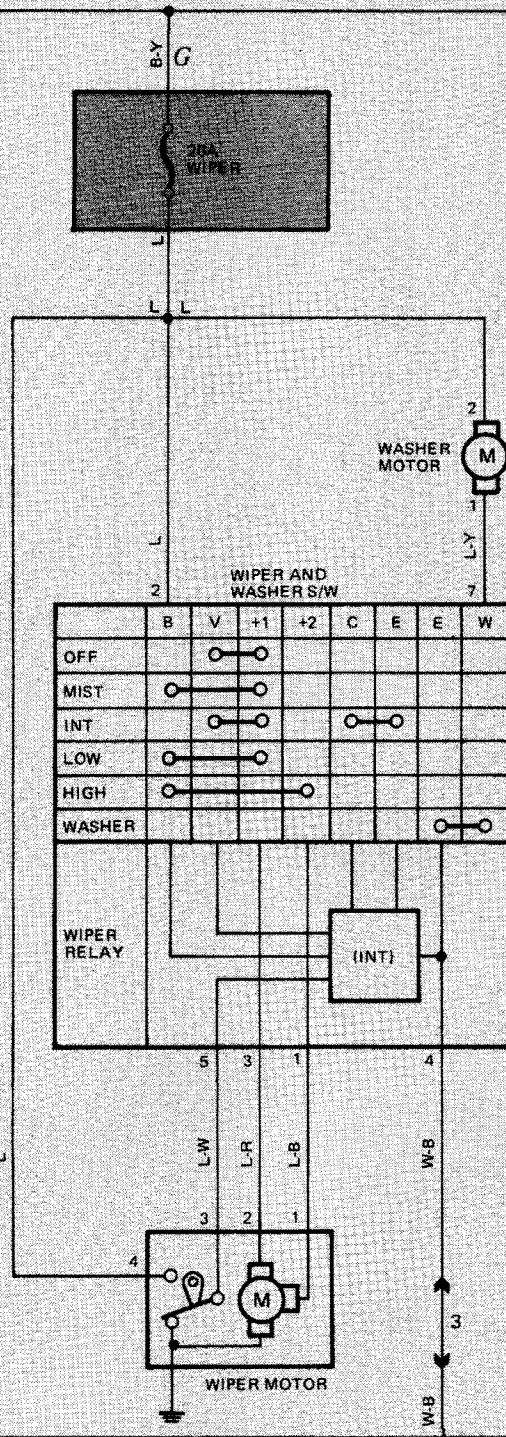 B-Y
G
20A
WIPER
L
L L
2
WASHER
MOTOR
M
1
L
L-Y
WIPER AND
WASHER S/W
2
7
B V +1 +2 C E E W
OFF
MIST
INT
LOW
HIGH
WASHER
WIPER
RELAY
(INT)
5 3 1 4
L
L-W L-R L-B W-B
3 2 1
4
M
3
WIPER MOTOR
W-B